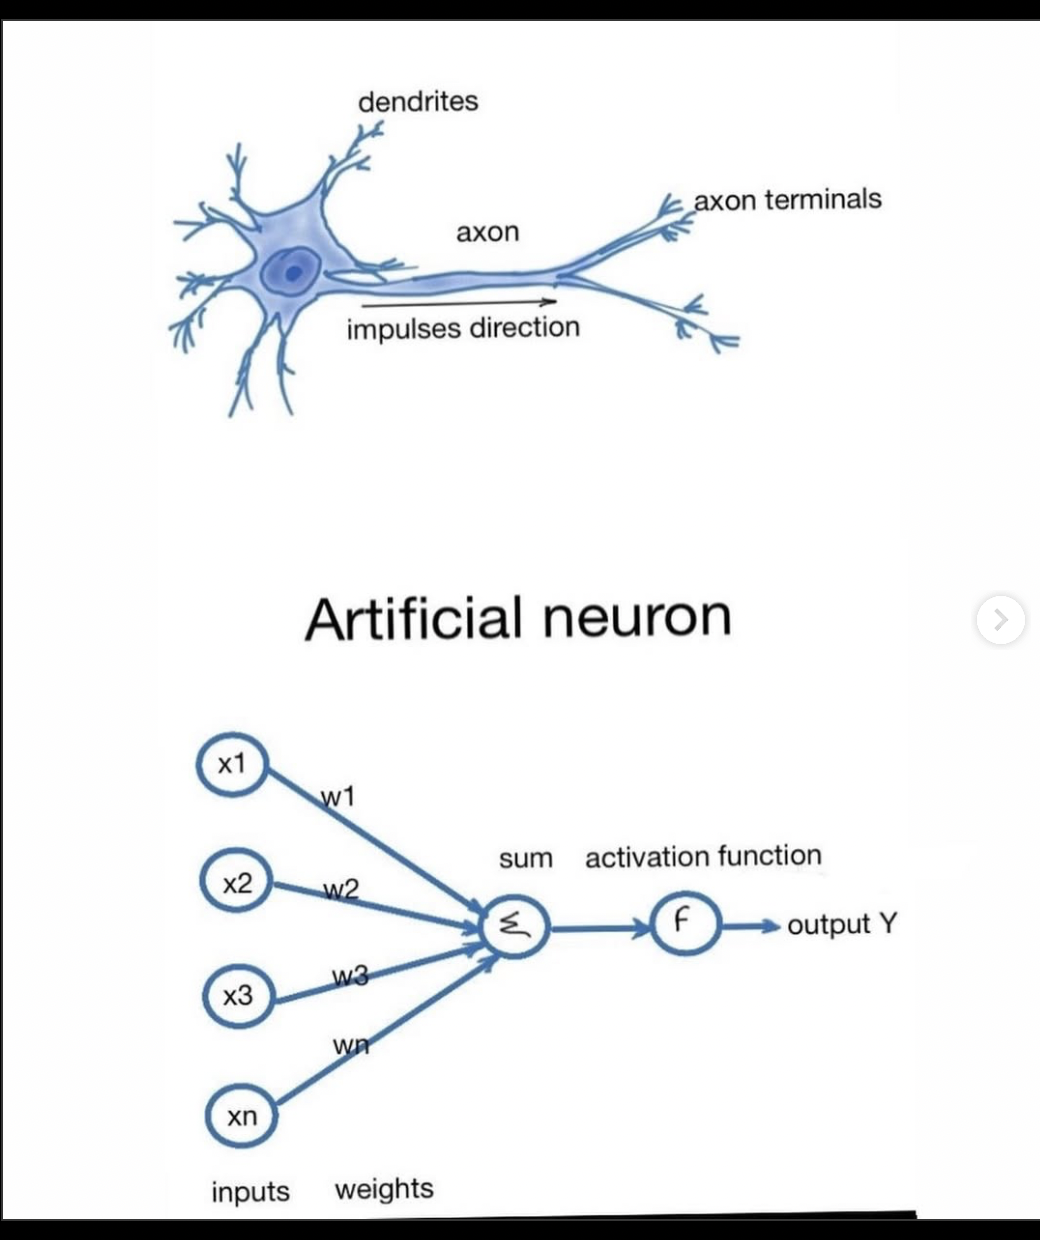 dendrites
axon terminals
axon
impulses direction
Artificial neuron
x1
w1
x2
w2
sum
activation function
Σ
F
output Y
x3
w3
wn
xn
inputs
weights